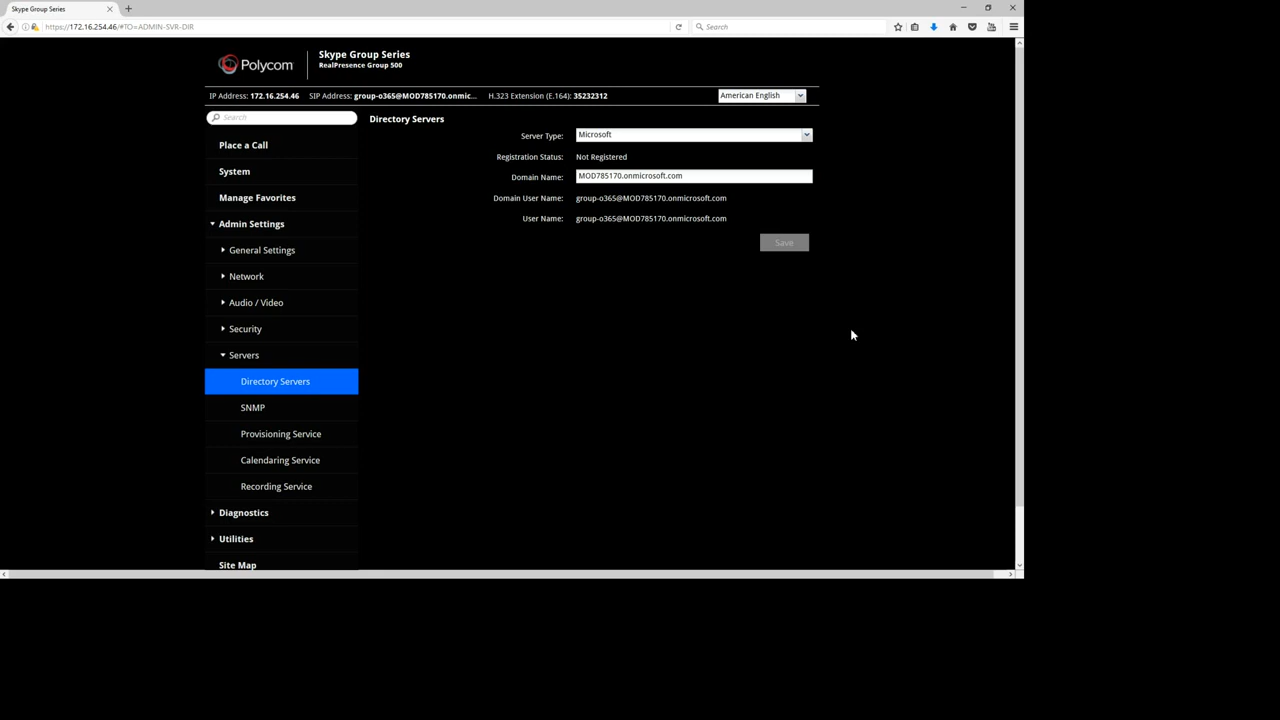 Skype Group Series
https://172.16.254.46/#TO=ADMIN-SVR-DIR
Search
Polycom
Skype Group Series
RealPresence Group 500
IP Address: 172.16.254.46 SIP Address: group-o365@MOD785170.onmic... H.323 Extension (E.164): 35232312
American English
Search
Place a Call
System
Manage Favorites
Admin Settings
General Settings
Network
Audio / Video
Security
Servers
Directory Servers
SNMP
Provisioning Service
Calendaring Service
Recording Service
Diagnostics
Utilities
Site Map
Directory Servers
Server Type: Microsoft
Registration Status: Not Registered
Domain Name: MOD785170.onmicrosoft.com
Domain User Name: group-o365@MOD785170.onmicrosoft.com
User Name: group-o365@MOD785170.onmicrosoft.com
Save